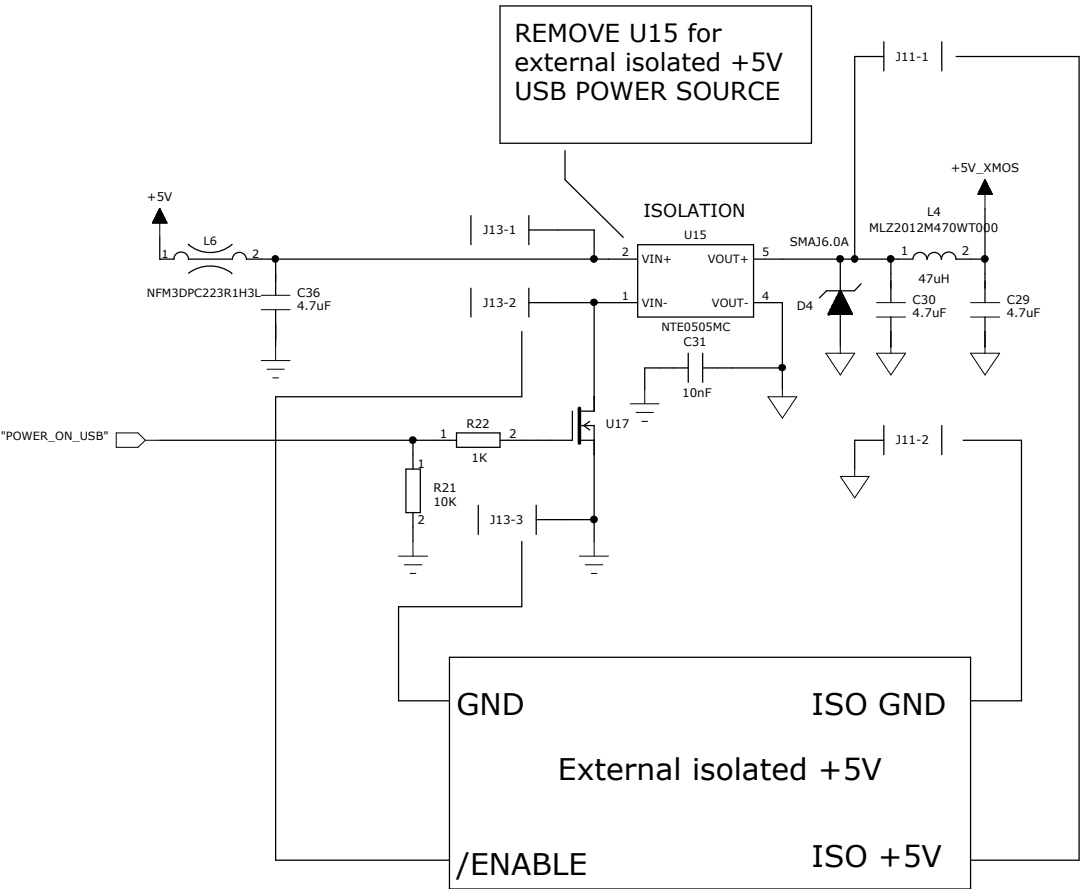 REMOVE U15 for
external isolated +5V
USB POWER SOURCE
J11-1
+5V_XMOS
+5V
ISOLATION
L4
MLZ2012M470WT000
J13-1
U15
SMAJ6.0A
L6
1
2
2
VIN+
VOUT+
5
1
2
47uH
NFM3DPC223R1H3L
C36
4.7uF
J13-2
1
VIN-
VOUT-
4
D4
C30
4.7uF
C29
4.7uF
NTE0505MC
C31
10nF
"POWER_ON_USB"
1
R22
2
1K
U17
J11-2
1
R21
10K
2
J13-3
GND
ISO GND
External isolated +5V
/ENABLE
ISO +5V